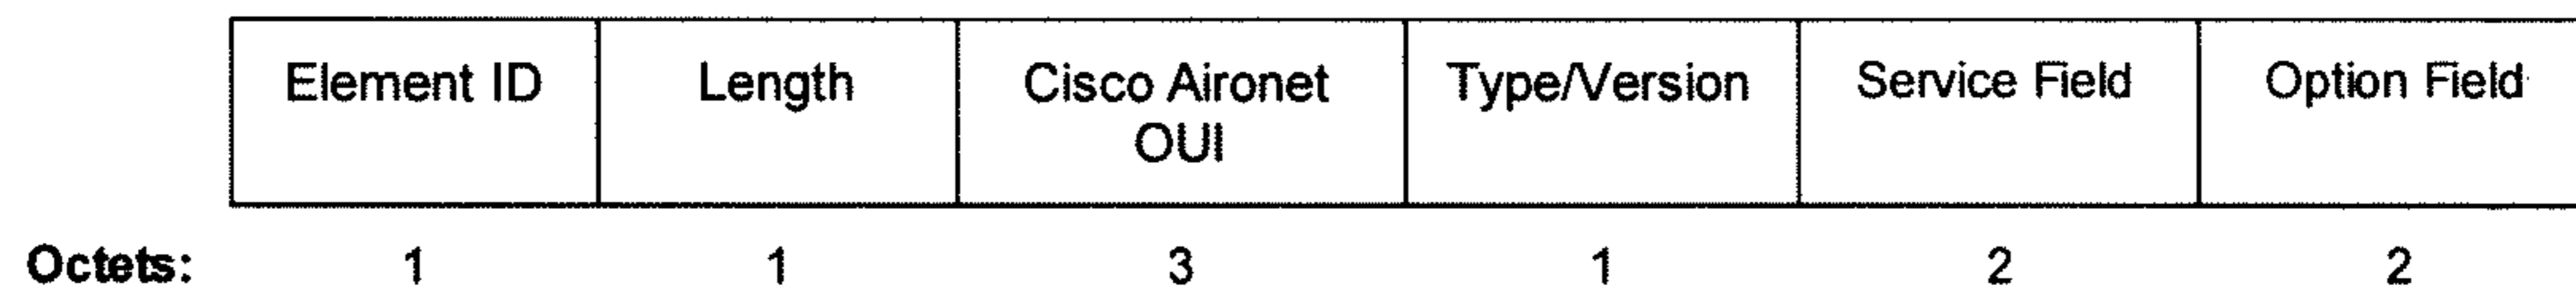 Element ID Length Cisco Aironet Type/Version Service Field Option Field
OUI
Octets: 1 1 3 1 2 2